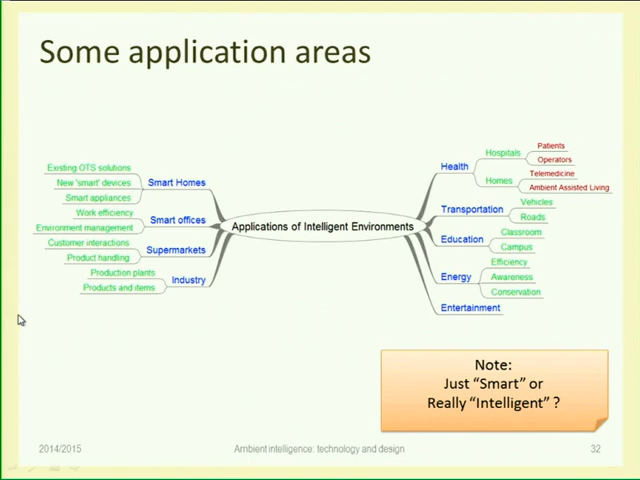 Some application areas
Existing OTS solutions
New 'smart' devices
Smart appliances
Smart Homes
Work efficiency
Environment management
Smart offices
Customer interactions
Product handling
Supermarkets
Production plants
Products and items
Industry
Applications of Intelligent Environments
Health
Hospitals
Patients
Operators
Homes
Telemedicine
Ambient Assisted Living
Transportation
Vehicles
Roads
Education
Classroom
Campus
Energy
Efficiency
Awareness
Conservation
Entertainment
Note:
Just “Smart” or
Really “Intelligent” ?
2014/2015
Ambient intelligence: technology and design
32